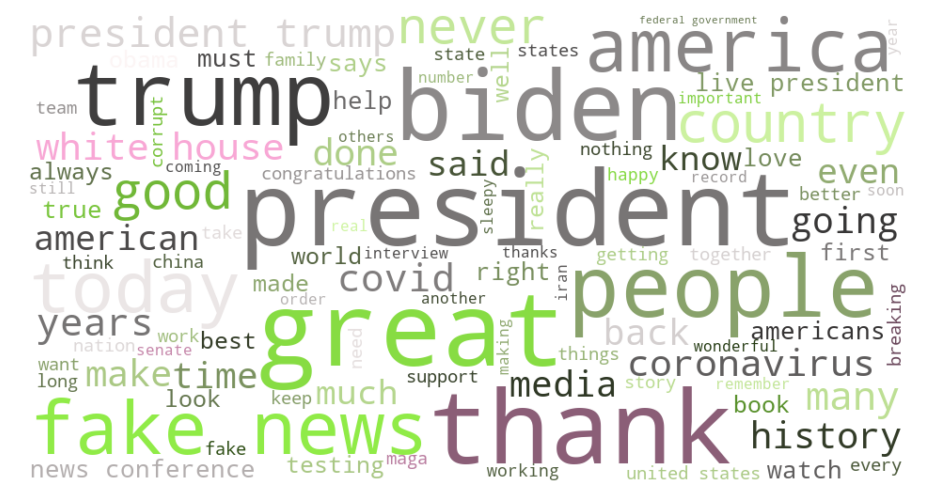 president trump never federal government year
obama must family says state states america
trump biden number well live president
team help important
corrupt others country
white house done nothing
coming said know love
always congratulations really happy even
still good sleepy record better soon
true president going
american take real
think china world interview thanks getting together first
today made covid right iran people
order another
years great back americans breaking
nation work best need making wonderful
senate things coronavirus
want make time support story remember
long look keep much media book many
fake news thank history
fake
news conference testing maga working united states watch every